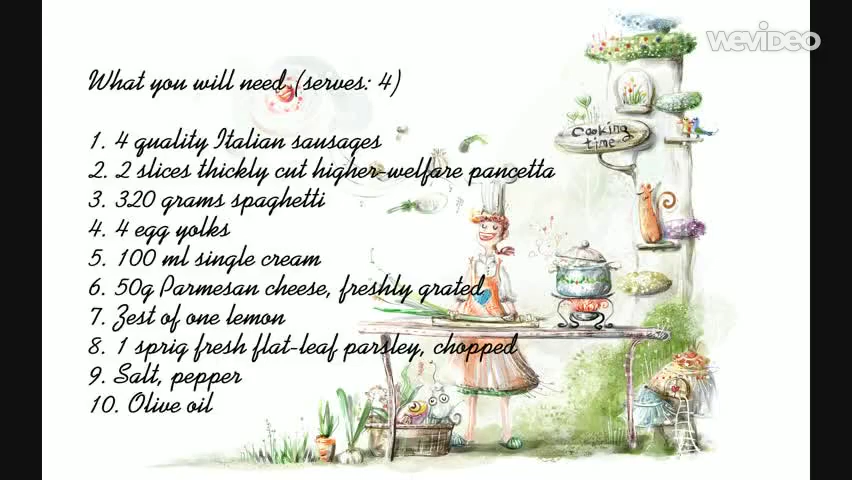 wevideo
What you will need (serves: 4)
cooking
time
1. 4 quality Italian sausages
2. 2 slices thickly cut higher-welfare pancetta
3. 320 grams spaghetti
4. 4 egg yolks
5. 100 ml single cream
6. 50g Parmesan cheese, freshly grated
7. Zest of one lemon
8. 1 sprig fresh flat-leaf parsley, chopped
9. Salt, pepper
10. Olive oil